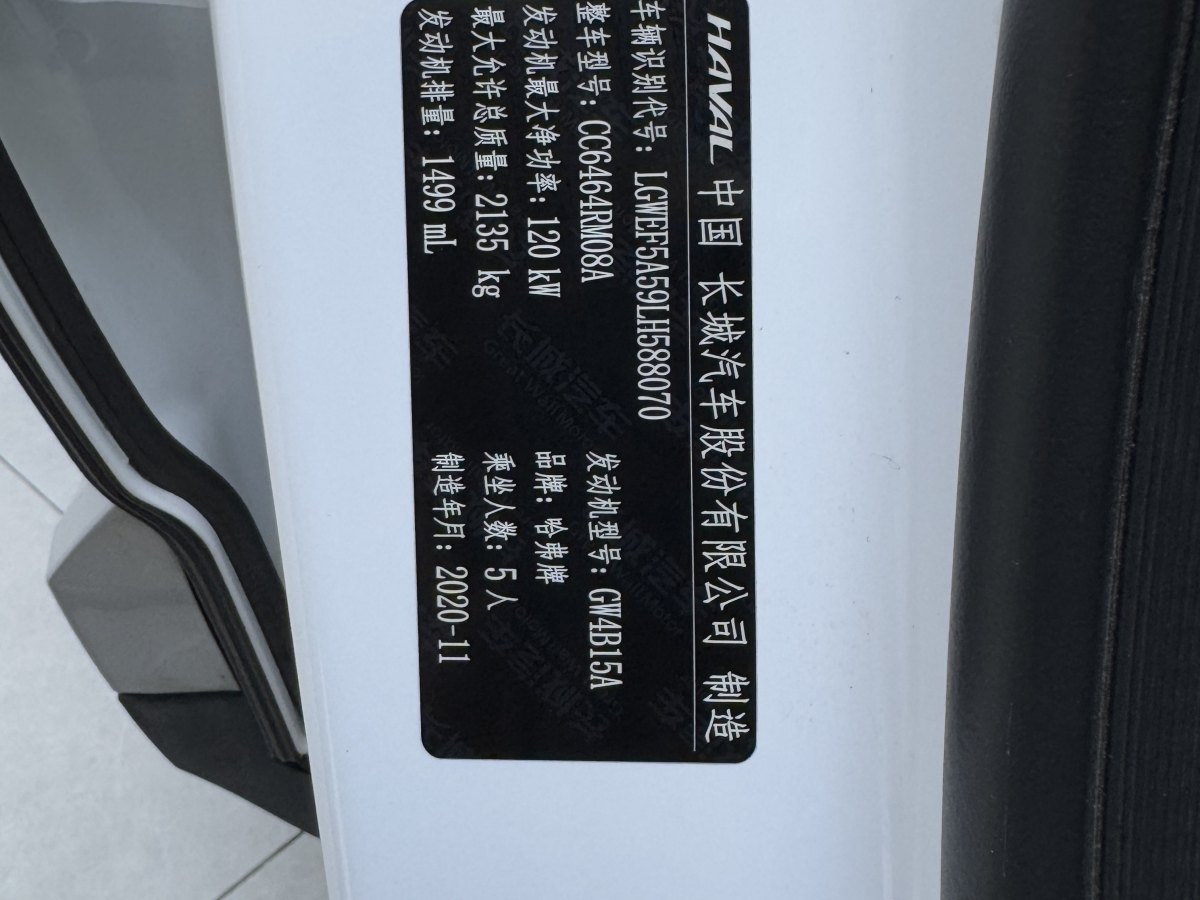 HAVAL 中国 长城汽车股份有限公司 制造
车辆识别代号: LGWEF5A59LH588070
整车型号: CC6464RM08A 发动机型号: GW4B15A
发动机最大净功率: 120 kW 品牌: 哈弗牌
最大允许总质量: 2135 kg 乘坐人数: 5 人
发动机排量: 1499 mL 制造年月: 2020-11